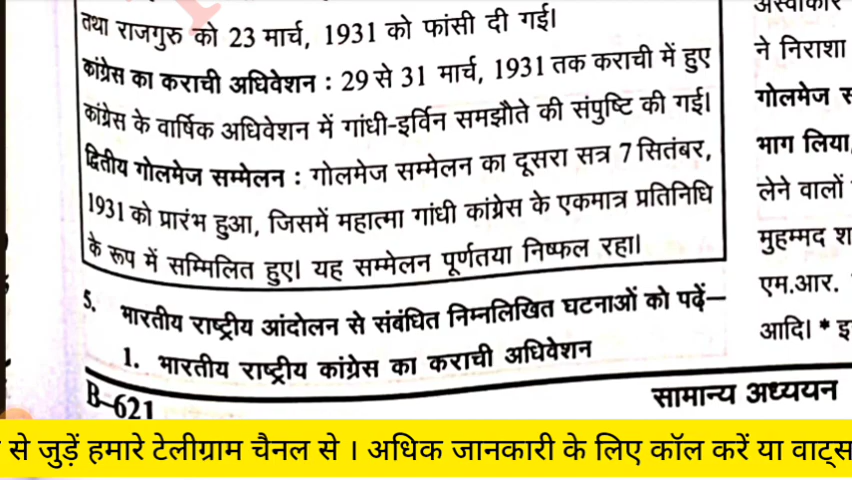 तथा राजगुरु को 23 मार्च, 1931 को फांसी दी गई।
कांग्रेस का कराची अधिवेशन : 29 से 31 मार्च, 1931 तक कराची में हुए
कांग्रेस के वार्षिक अधिवेशन में गांधी-इर्विन समझौते की संपुष्टि की गई।
द्वितीय गोलमेज सम्मेलन : गोलमेज सम्मेलन का दूसरा सत्र 7 सितंबर,
1931 को प्रारंभ हुआ, जिसमें महात्मा गांधी कांग्रेस के एकमात्र प्रतिनिधि
के रूप में सम्मिलित हुए। यह सम्मेलन पूर्णतया निष्फल रहा।
5. भारतीय राष्ट्रीय आंदोलन से संबंधित निम्नलिखित घटनाओं को पढ़ें–
1. भारतीय राष्ट्रीय कांग्रेस का कराची अधिवेशन
B–621
अस्वीकार
ने निराशा
गोलमेज
भाग लिया
लेने वालों
मुहम्मद
एम.आर.
आदि। *
सामान्य अध्ययन
से जुड़ें हमारे टेलीग्राम चैनल से । अधिक जानकारी के लिए कॉल करें या